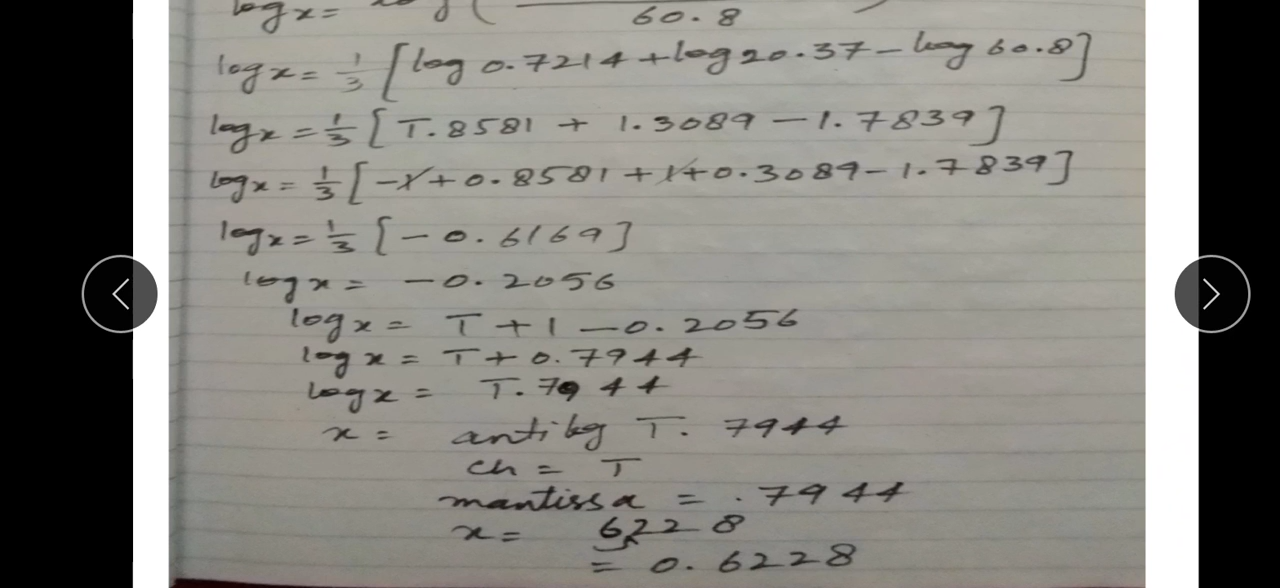 log x =
60.8
log x = 1/3 [log 0.7214 + log 20.37 - log 60.8]
log x = 1/3 [1̅.8581 + 1.3089 - 1.7839]
log x = 1/3 [-1 + 0.8581 + 1 + 0.3089 - 1.7839]
log x = 1/3 [-0.6169]
log x = -0.2056
log x = 1̅ + 1 - 0.2056
log x = 1̅ + 0.7944
log x = 1̅.7944
x = antilog 1̅.7944
ch = 1̅
mantissa = .7944
x = 6228
= 0.6228